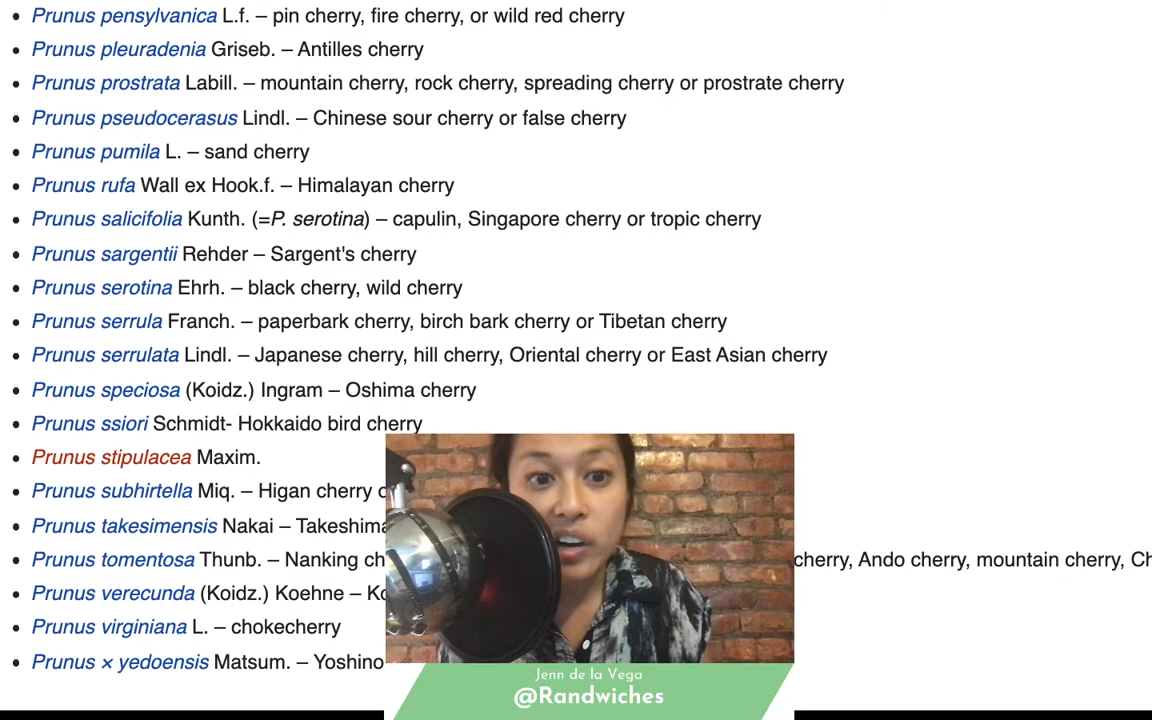 Prunus pensylvanica L.f. – pin cherry, fire cherry, or wild red cherry
Prunus pleuradenia Griseb. – Antilles cherry
Prunus prostrata Labill. – mountain cherry, rock cherry, spreading cherry or prostrate cherry
Prunus pseudocerasus Lindl. – Chinese sour cherry or false cherry
Prunus pumila L. – sand cherry
Prunus rufa Wall ex Hook.f. – Himalayan cherry
Prunus salicifolia Kunth. (=P. serotina) – capulin, Singapore cherry or tropic cherry
Prunus sargentii Rehder – Sargent's cherry
Prunus serotina Ehrh. – black cherry, wild cherry
Prunus serrula Franch. – paperbark cherry, birch bark cherry or Tibetan cherry
Prunus serrulata Lindl. – Japanese cherry, hill cherry, Oriental cherry or East Asian cherry
Prunus speciosa (Koidz.) Ingram – Oshima cherry
Prunus ssiori Schmidt- Hokkaido bird cherry
Prunus stipulacea Maxim.
Prunus subhirtella Miq. – Higan cherry
Prunus takesimensis Nakai – Takeshima
Prunus tomentosa Thunb. – Nanking ch cherry, Ando cherry, mountain cherry, Ch
Prunus verecunda (Koidz.) Koehne –
Prunus virginiana L. – chokecherry
Prunus × yedoensis Matsum. – Yoshino
Jenn de la Vega
@Randwiches